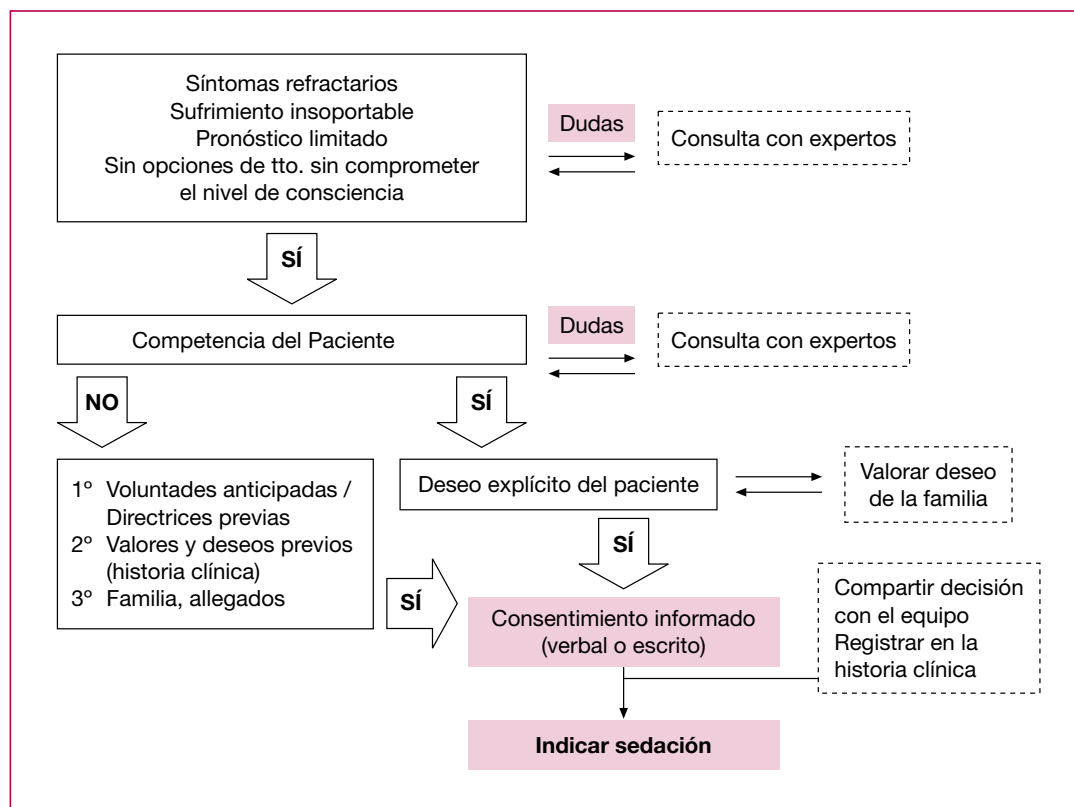 Síntomas refractarios
Sufrimiento insoportable
Pronóstico limitado
Sin opciones de tto. sin comprometer
el nivel de consciencia
Dudas
Consulta con expertos
SÍ
Competencia del Paciente
Dudas
Consulta con expertos
NO
SÍ
1º Voluntades anticipadas /
Directrices previas
2º Valores y deseos previos
(historia clínica)
3º Familia, allegados
Deseo explícito del paciente
Valorar deseo
de la familia
SÍ
SÍ
Consentimiento informado
(verbal o escrito)
Compartir decisión
con el equipo
Registrar en la
historia clínica
Indicar sedación